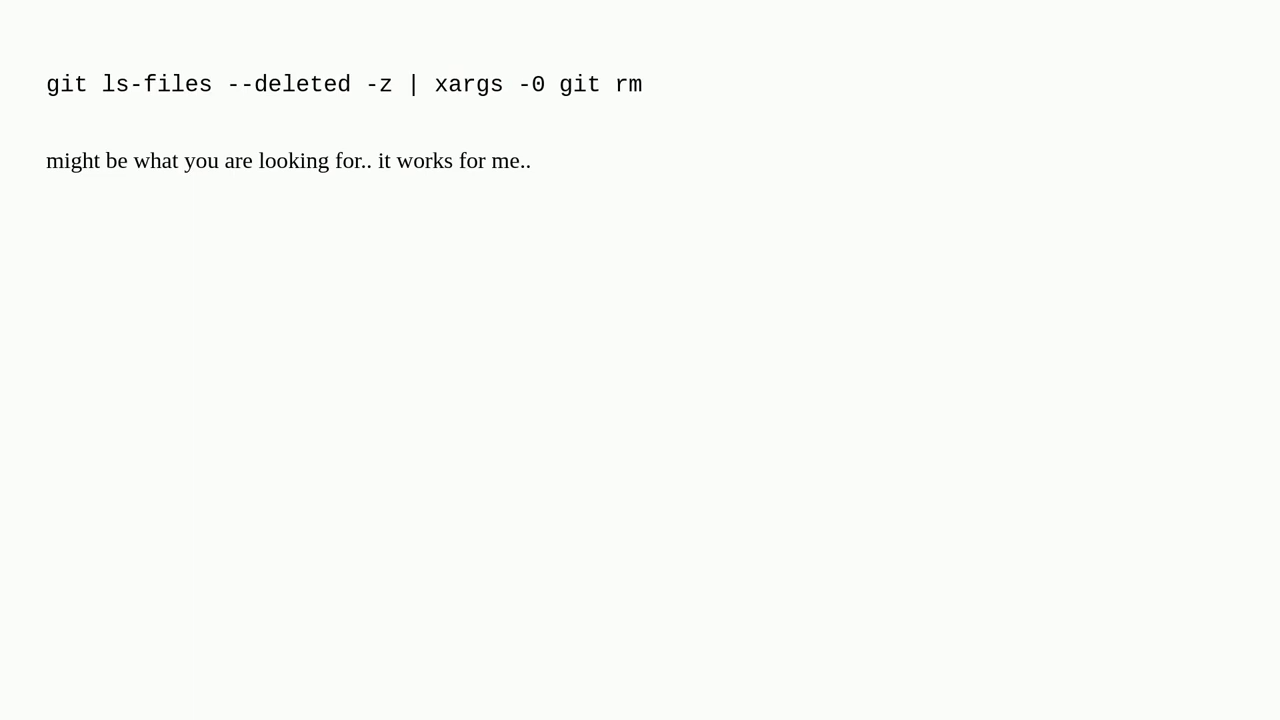 git ls-files --deleted -z | xargs -0 git rm
might be what you are looking for.. it works for me..